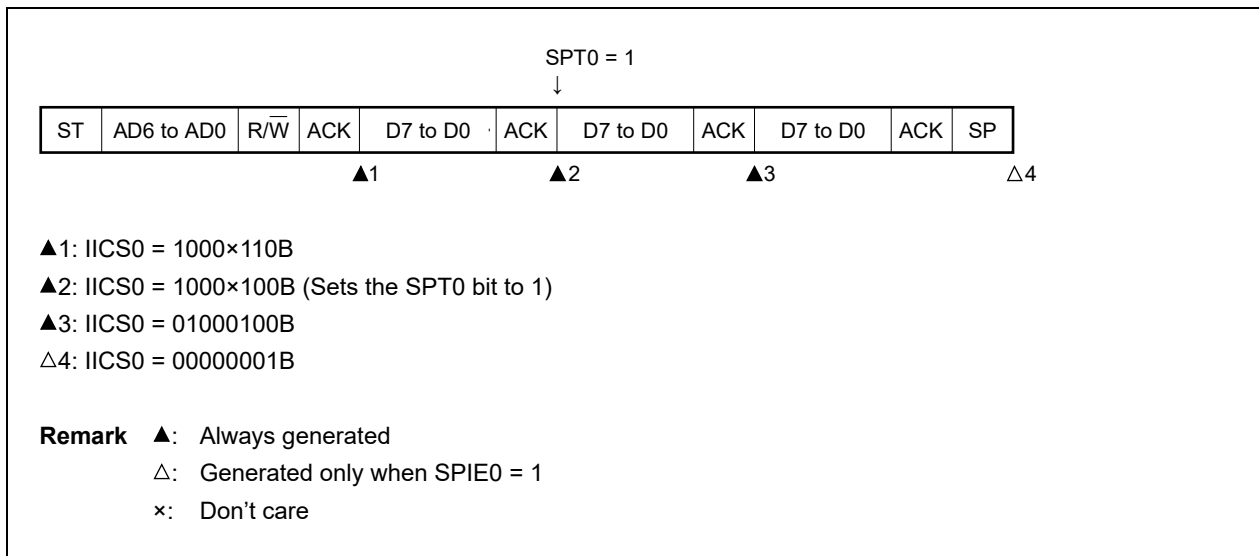 SPT0 = 1
↓
ST AD6 to AD0 R/W̅ ACK D7 to D0 ACK D7 to D0 ACK D7 to D0 ACK SP
▲1 ▲2 ▲3 △4
▲1: IICS0 = 1000×110B
▲2: IICS0 = 1000×100B (Sets the SPT0 bit to 1)
▲3: IICS0 = 01000100B
△4: IICS0 = 00000001B
Remark ▲: Always generated
△: Generated only when SPIE0 = 1
×: Don't care